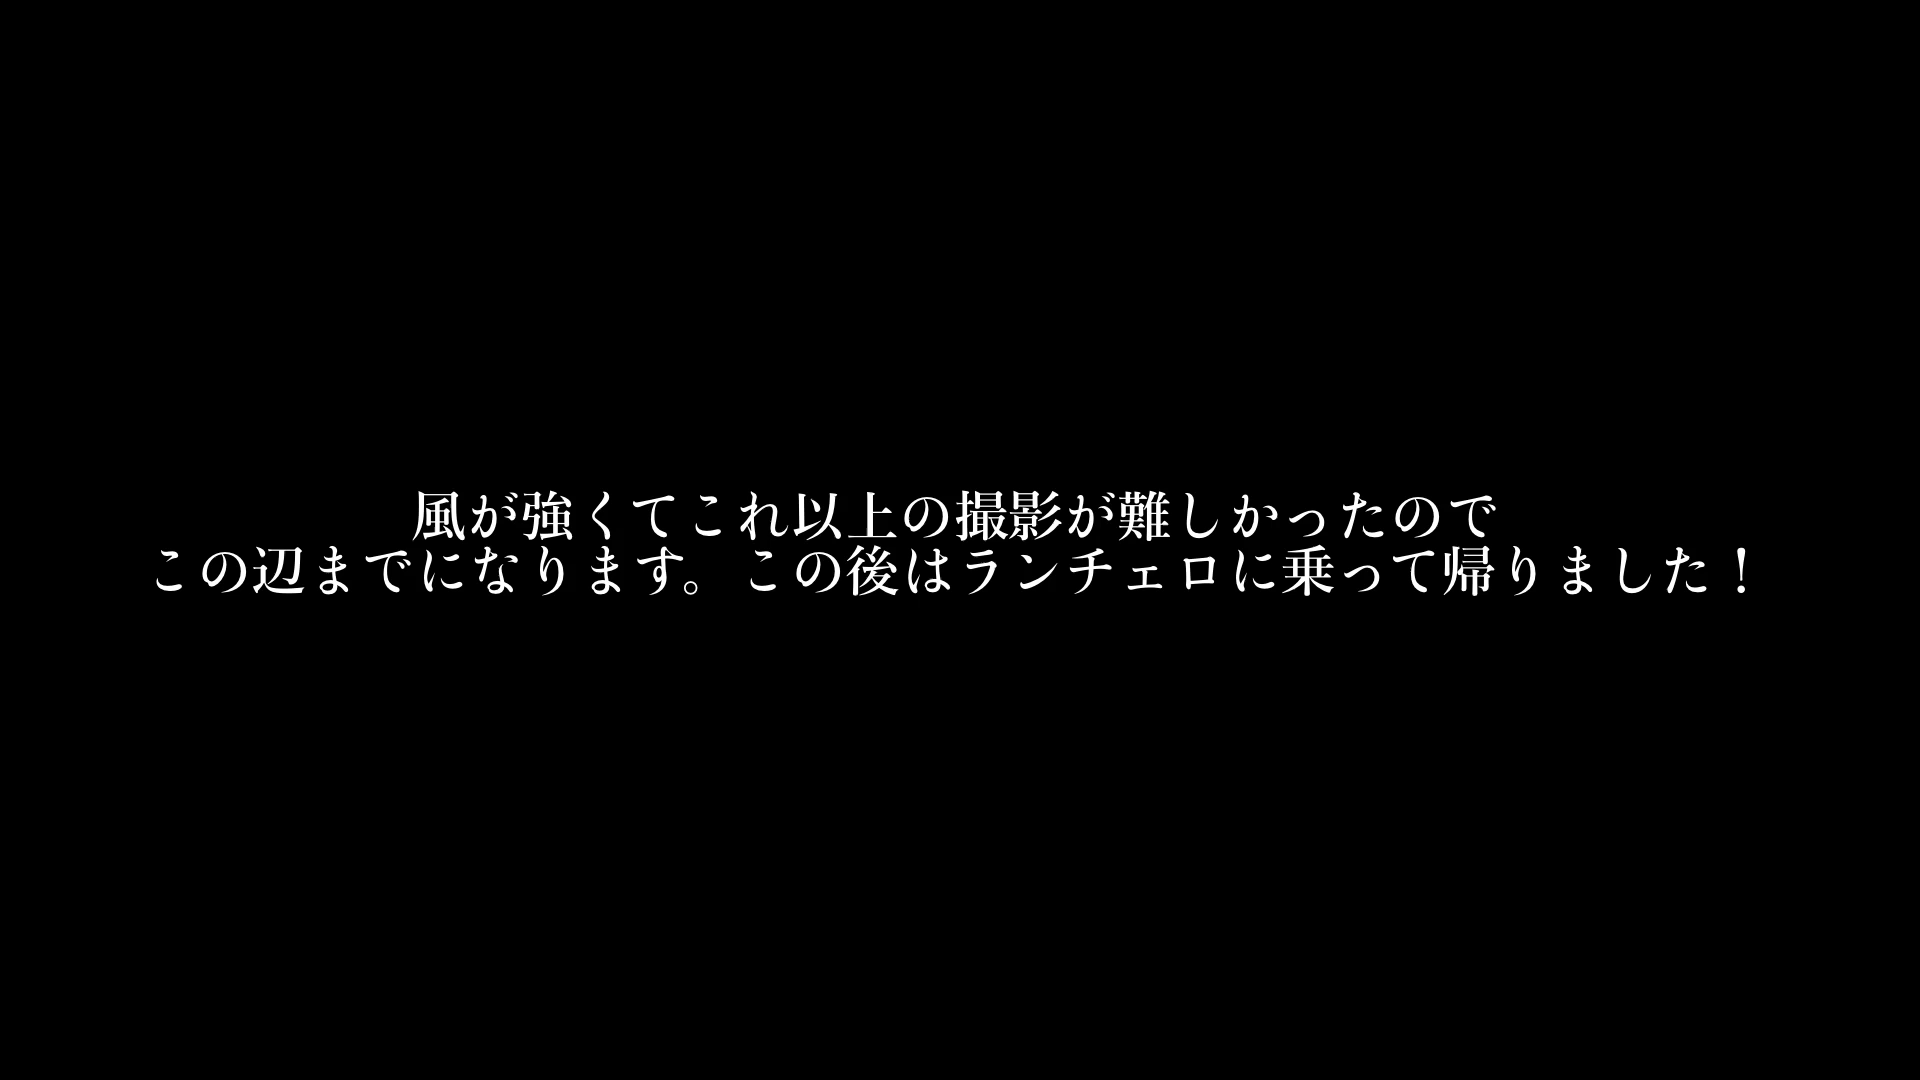 風が強くてこれ以上の撮影が難しかったので
この辺までになります。この後はランチェロに乗って帰りました！